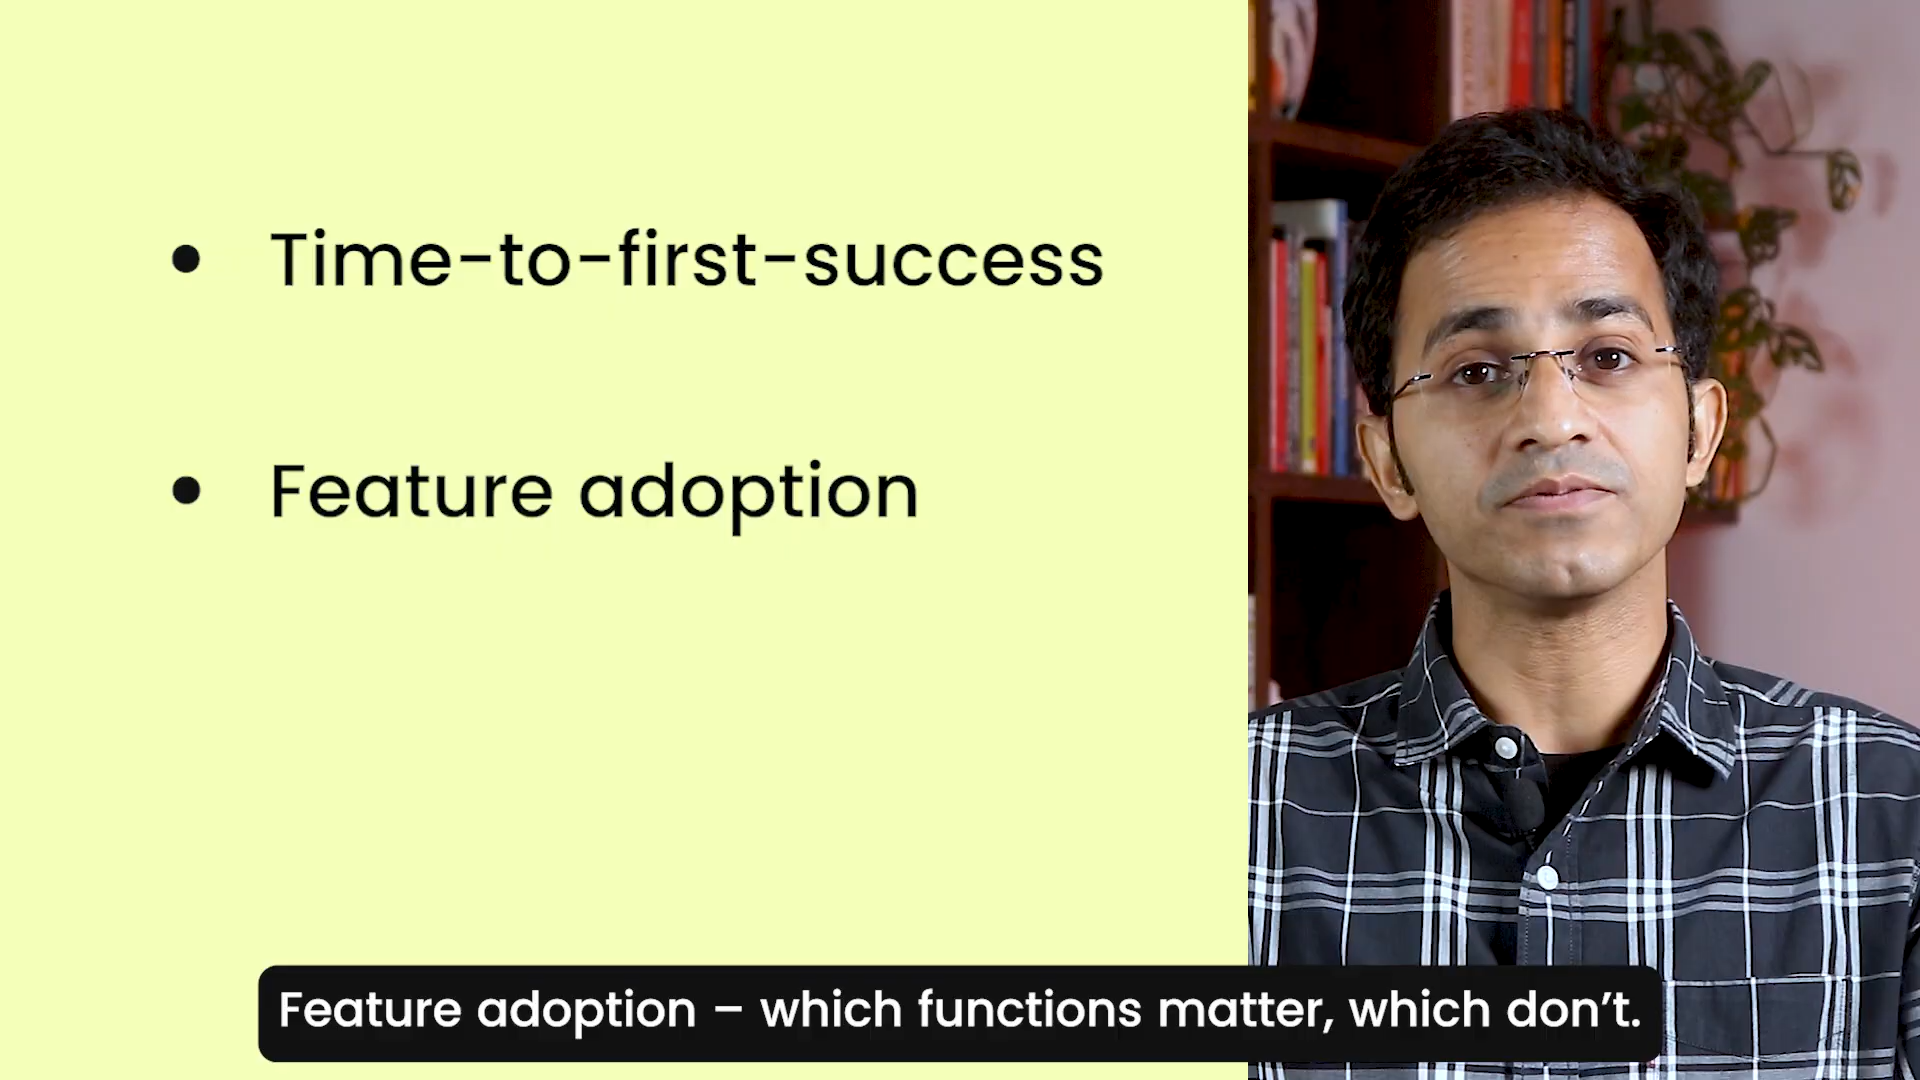 Time-to-first-success
Feature adoption
Feature adoption – which functions matter, which don’t.